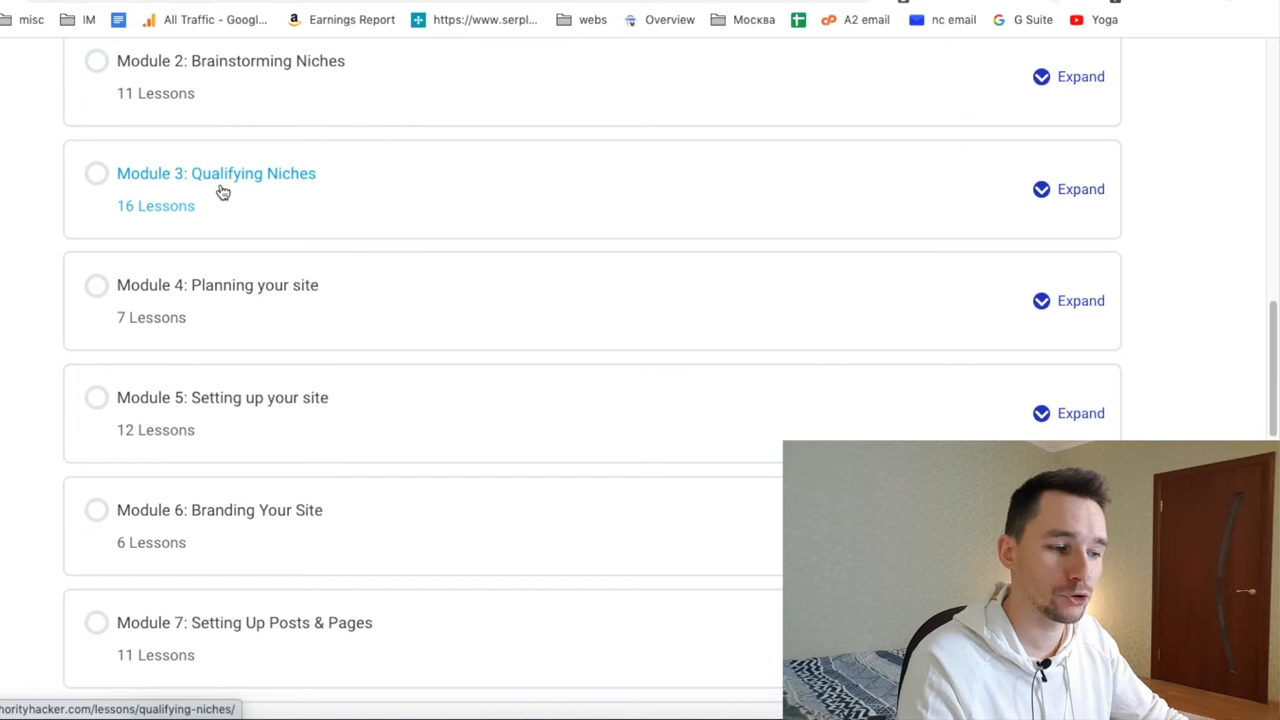 misc IM All Traffic - Googl... Earnings Report https://www.serpl... webs Overview Москва A2 email nc email G Suite Yoga
Module 2: Brainstorming Niches
11 Lessons
Expand
Module 3: Qualifying Niches
16 Lessons
Expand
Module 4: Planning your site
7 Lessons
Expand
Module 5: Setting up your site
12 Lessons
Expand
Module 6: Branding Your Site
6 Lessons
Module 7: Setting Up Posts & Pages
11 Lessons
horityhacker.com/lessons/qualifying-niches/